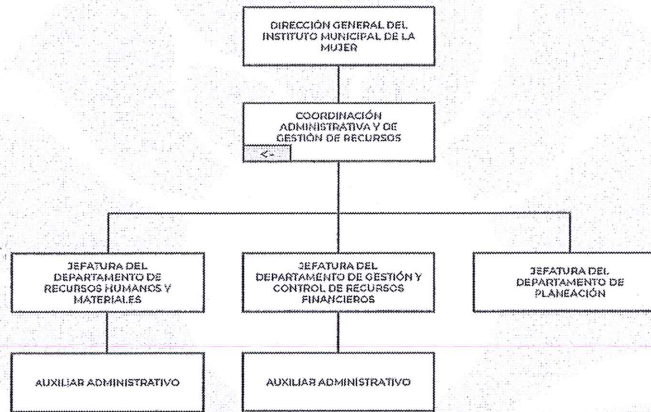 DIRECCIÓN GENERAL DEL
INSTITUTO MUNICIPAL DE LA
MUJER
COORDINACIÓN
ADMINISTRATIVA Y DE
GESTIÓN DE RECURSOS
<-
JEFATURA DEL
DEPARTAMENTO DE
RECURSOS HUMANOS Y
MATERIALES
JEFATURA DEL
DEPARTAMENTO DE GESTIÓN Y
CONTROL DE RECURSOS
FINANCIEROS
JEFATURA DEL
DEPARTAMENTO DE
PLANEACIÓN
AUXILIAR ADMINISTRATIVO
AUXILIAR ADMINISTRATIVO